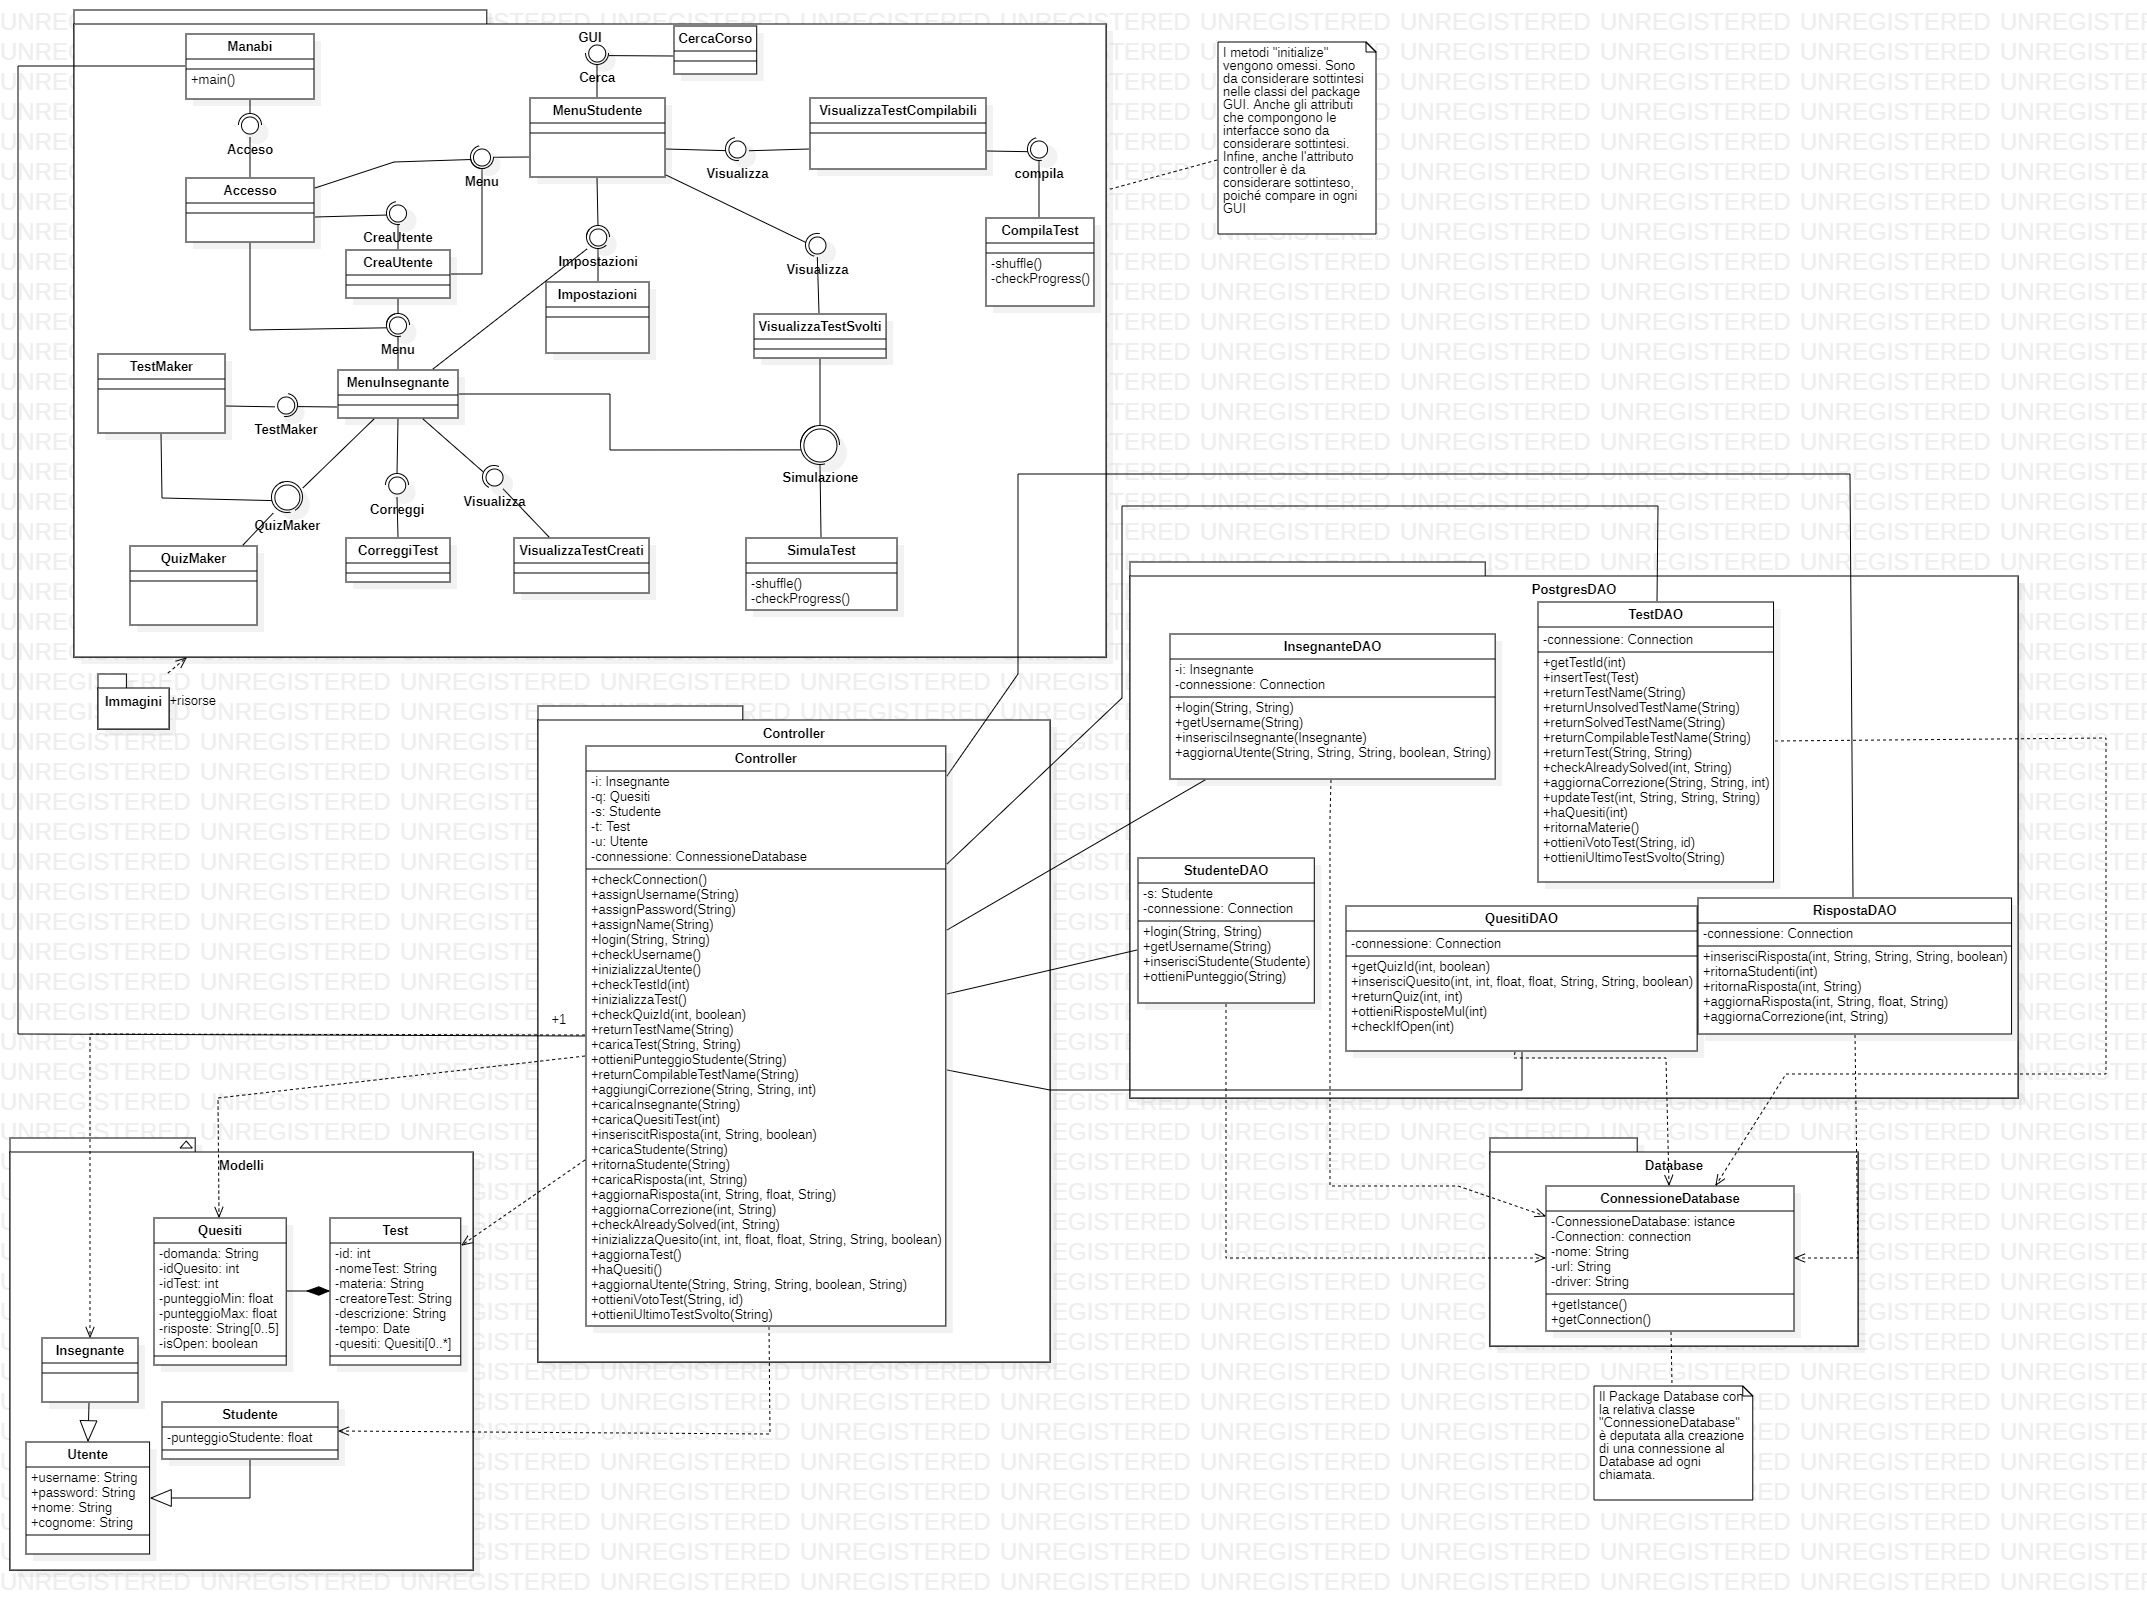 GUI
Manabi
+main()
Acceso
Accesso
Menu
CreaUtente
CreaUtente
Menu
CercaCorso
Cerca
MenuStudente
Visualizza
VisualizzaTestCompilabili
compila
CompilaTest
-shuffle()
-checkProgress()
Impostazioni
Impostazioni
Visualizza
VisualizzaTestSvolti
TestMaker
TestMaker
MenuInsegnante
QuizMaker
QuizMaker
Correggi
CorreggiTest
Visualizza
VisualizzaTestCreati
Simulazione
SimulaTest
-shuffle()
-checkProgress()
I metodi "initialize"
vengono omessi. Sono
da considerare sottintesi
nelle classi del package
GUI. Anche gli attributi
che compongono le
interfacce sono da
considerare sottintesi.
Infine, anche l'attributo
controller è da
considerare sottinteso,
poiché compare in ogni
GUI
Immagini
+risorse
Controller
Controller
-i: Insegnante
-q: Quesiti
-s: Studente
-t: Test
-u: Utente
-connessione: ConnessioneDatabase
+checkConnection()
+assignUsername(String)
+assignPassword(String)
+assignName(String)
+login(String, String)
+checkUsername()
+inizializaUtente()
+checkTestId(int)
+inizializaTest()
+checkQuizId(int, boolean)
+returnTestName(String)
+caricaTest(String, String)
+ottieniPunteggioStudente(String)
+returnCompilableTestName(String)
+aggiungiCorrezione(String, String, int)
+caricaInsegnante(String)
+caricaQuesitiTest(int)
+inseriscitRisposta(int, String, boolean)
+caricaStudente(String)
+ritornaStudente(String)
+caricaRisposta(int, String)
+aggiornaRisposta(int, String, float, String)
+aggiornaCorrezione(int, String)
+checkAlreadySolved(int, String)
+inizializaQuesito(int, int, float, float, String, String, boolean)
+aggiornaTest()
+haQuesiti()
+aggiornaUtente(String, String, String, boolean, String)
+ottieniVotoTest(String, id)
+ottieniUltimoTestSvolto(String)
+1
PostgresDAO
InsegnanteDAO
-i: Insegnante
-connessione: Connection
+login(String, String)
+getUsername(String)
+inserisciInsegnante(Insegnante)
+aggiornaUtente(String, String, String, boolean, String)
TestDAO
-connessione: Connection
+getTestId(int)
+insertTest(Test)
+returnTestName(String)
+returnUnsolvedTestName(String)
+returnSolvedTestName(String)
+returnCompilableTestName(String)
+returnTest(String, String)
+checkAlreadySolved(int, String)
+aggiornaCorrezione(String, String, int)
+updateTest(int, String, String, String)
+haQuesiti(int)
+ritornaMaterie()
+ottieniVotoTest(String, id)
+ottieniUltimoTestSvolto(String)
StudenteDAO
-s: Studente
-connessione: Connection
+login(String, String)
+getUsername(String)
+inserisciStudente(Studente)
+ottieniPunteggio(String)
QuesitiDAO
-connessione: Connection
+getQuizId(int, boolean)
+inserisciQuesito(int, int, float, float, String, String, boolean)
+returnQuiz(int, int)
+ottieniRisposteMul(int)
+checkIfOpen(int)
RispostaDAO
-connessione: Connection
+inserisciRisposta(int, String, String, String, boolean)
+ritornaStudenti(int)
+ritornaRisposta(int, String)
+aggiornaRisposta(int, String, float, String)
+aggiornaCorrezione(int, String)
Modelli
Quesiti
-domanda: String
-idQuesito: int
-idTest: int
-punteggioMin: float
-punteggioMax: float
-risposte: String[0..5]
-isOpen: boolean
Test
-id: int
-nomeTest: String
-materia: String
-creatoreTest: String
-descrizione: String
-tempo: Date
-quesiti: Quesiti[0..*]
Insegnante
Studente
-punteggioStudente: float
Utente
+username: String
+password: String
+nome: String
+cognome: String
Database
ConnessioneDatabase
-ConnessioneDatabase: istance
-Connection: connection
-nome: String
-url: String
-driver: String
+getIstance()
+getConnection()
Il Package Database con
la relativa classe
"ConnessioneDatabase"
è deputata alla creazione
di una connessione al
Database ad ogni
chiamata.
UNREGISTERED